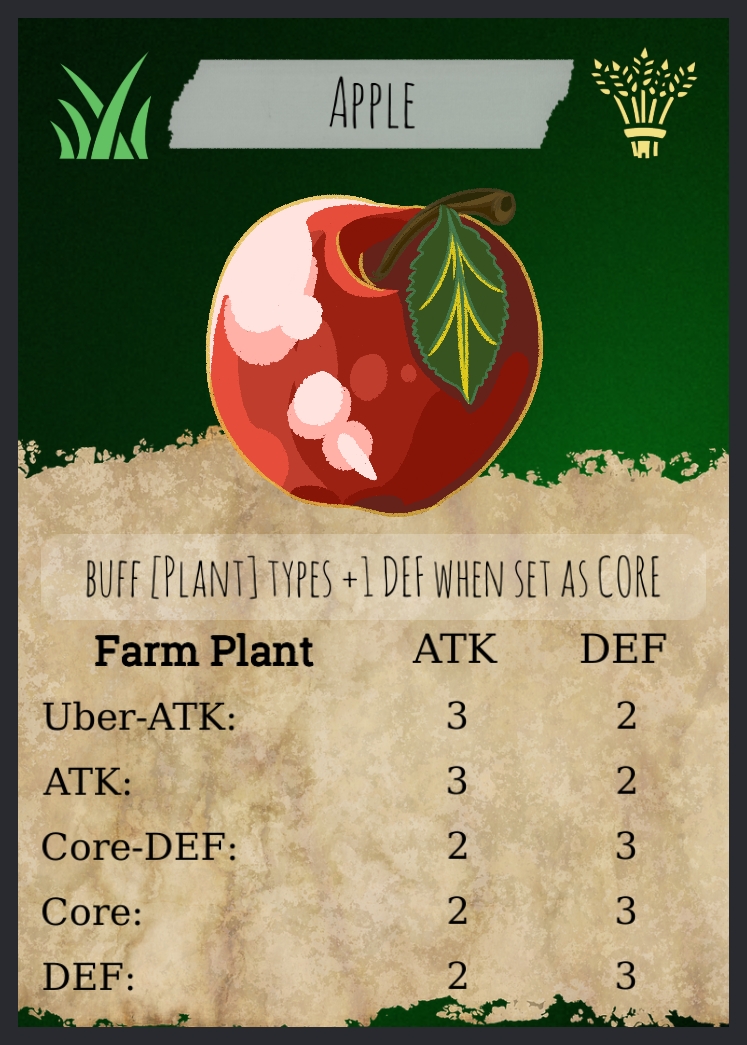 Apple
buff [Plant] types +1 DEF when set as CORE
Farm Plant ATK DEF
Uber-ATK: 3 2
ATK: 3 2
Core-DEF: 2 3
Core: 2 3
DEF: 2 3